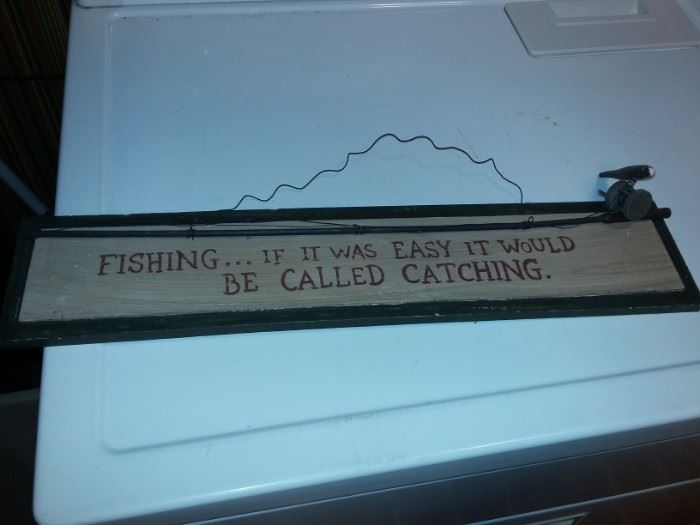 FISHING... IF IT WAS EASY IT WOULD
BE CALLED CATCHING.